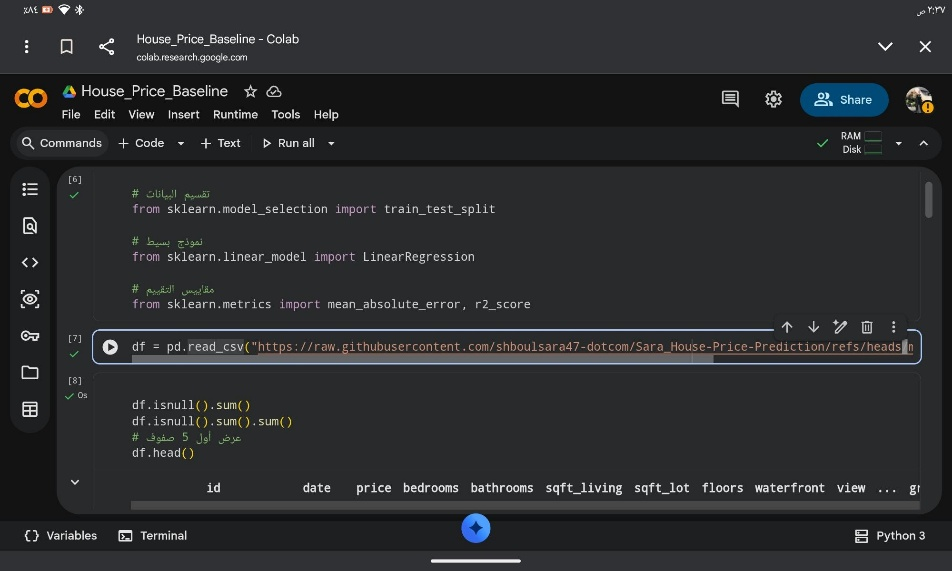 ٪٨٤
٢:٣٧ ص
House_Price_Baseline - Colab
colab.research.google.com
House_Price_Baseline
File Edit View Insert Runtime Tools Help
Share
Commands + Code + Text Run all
RAM
Disk
[6]
# تقسيم البيانات
from sklearn.model_selection import train_test_split
# نموذج بسيط
from sklearn.linear_model import LinearRegression
# مقاييس التقييم
from sklearn.metrics import mean_absolute_error, r2_score
[7]
df = pd.read_csv("https://raw.githubusercontent.com/shboulsara47-dotcom/Sara_House-Price-Prediction/refs/heads/m
[8]
0s
df.isnull().sum()
df.isnull().sum().sum()
# عرض أول 5 صفوف
df.head()
id date price bedrooms bathrooms sqft_living sqft_lot floors waterfront view ... gr
Variables Terminal
Python 3